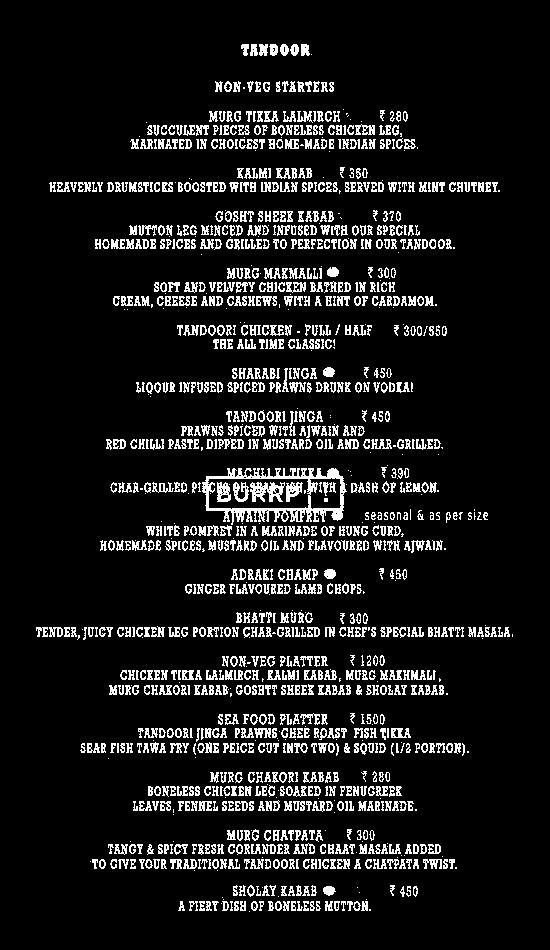 TANDOOR
NON-VEG STARTERS
MURG TIKKA LALMIRCH ₹ 280
SUCCULENT PIECES OF BONELESS CHICKEN LEG,
MARINATED IN CHOICEST HOME-MADE INDIAN SPICES.
KALMI KABAB ₹ 360
HEAVENLY DRUMSTICKS BOOSTED WITH INDIAN SPICES, SERVED WITH MINT CHUTNEY.
GOSHT SHEEK KABAB ₹ 370
MUTTON LEG MINCED AND INFUSED WITH OUR SPECIAL
HOMEMADE SPICES AND GRILLED TO PERFECTION IN OUR TANDOOR.
MURG MAKMALLI ₹ 300
SOFT AND VELVETY CHICKEN BATHED IN RICH
CREAM, CHEESE AND CASHEWS, WITH A HINT OF CARDAMOM.
TANDOORI CHICKEN - FULL / HALF ₹ 300/550
THE ALL TIME CLASSIC!
SHARABI JINGA ₹ 450
LIQOUR INFUSED SPICED PRAWNS DRUNK ON VODKA!
TANDOORI JINGA ₹ 450
PRAWNS SPICED WITH AJWAIN AND
RED CHILLI PASTE, DIPPED IN MUSTARD OIL AND CHAR-GRILLED.
MACHLI KI TIKKA ₹ 390
CHAR-GRILLED PIECES OF SEAR FISH, WITH A DASH OF LEMON.
BURRP!
AJWAINI POMFRET seasonal & as per size
WHITE POMFRET IN A MARINADE OF HUNG CURD,
HOMEMADE SPICES, MUSTARD OIL AND FLAVOURED WITH AJWAIN.
ADRAKI CHAMP ₹ 450
GINGER FLAVOURED LAMB CHOPS.
BHATTI MURG ₹ 300
TENDER, JUICY CHICKEN LEG PORTION CHAR-GRILLED IN CHEF'S SPECIAL BHATTI MASALA.
NON-VEG PLATTER ₹ 1200
CHICKEN TIKKA LALMIRCH, KALMI KABAB, MURG MAKHMALI,
MURG CHAKORI KABAB, GOSHTT SHEEK KABAB & SHOLAY KABAB.
SEA FOOD PLATTER ₹ 1500
TANDOORI JINGA PRAWNS GHEE ROAST FISH TIKKA
SEAR FISH TAWA FRY (ONE PEICE CUT INTO TWO) & SQUID (1/2 PORTION).
MURG CHAKORI KABAB ₹ 280
BONELESS CHICKEN LEG SOAKED IN FENUGREEK
LEAVES, FENNEL SEEDS AND MUSTARD OIL MARINADE.
MURG CHATPATA ₹ 300
TANGY & SPICY FRESH CORIANDER AND CHAAT MASALA ADDED
TO GIVE YOUR TRADITIONAL TANDOORI CHICKEN A CHATPATA TWIST.
SHOLAY KABAB ₹ 450
A FIERY DISH OF BONELESS MUTTON.